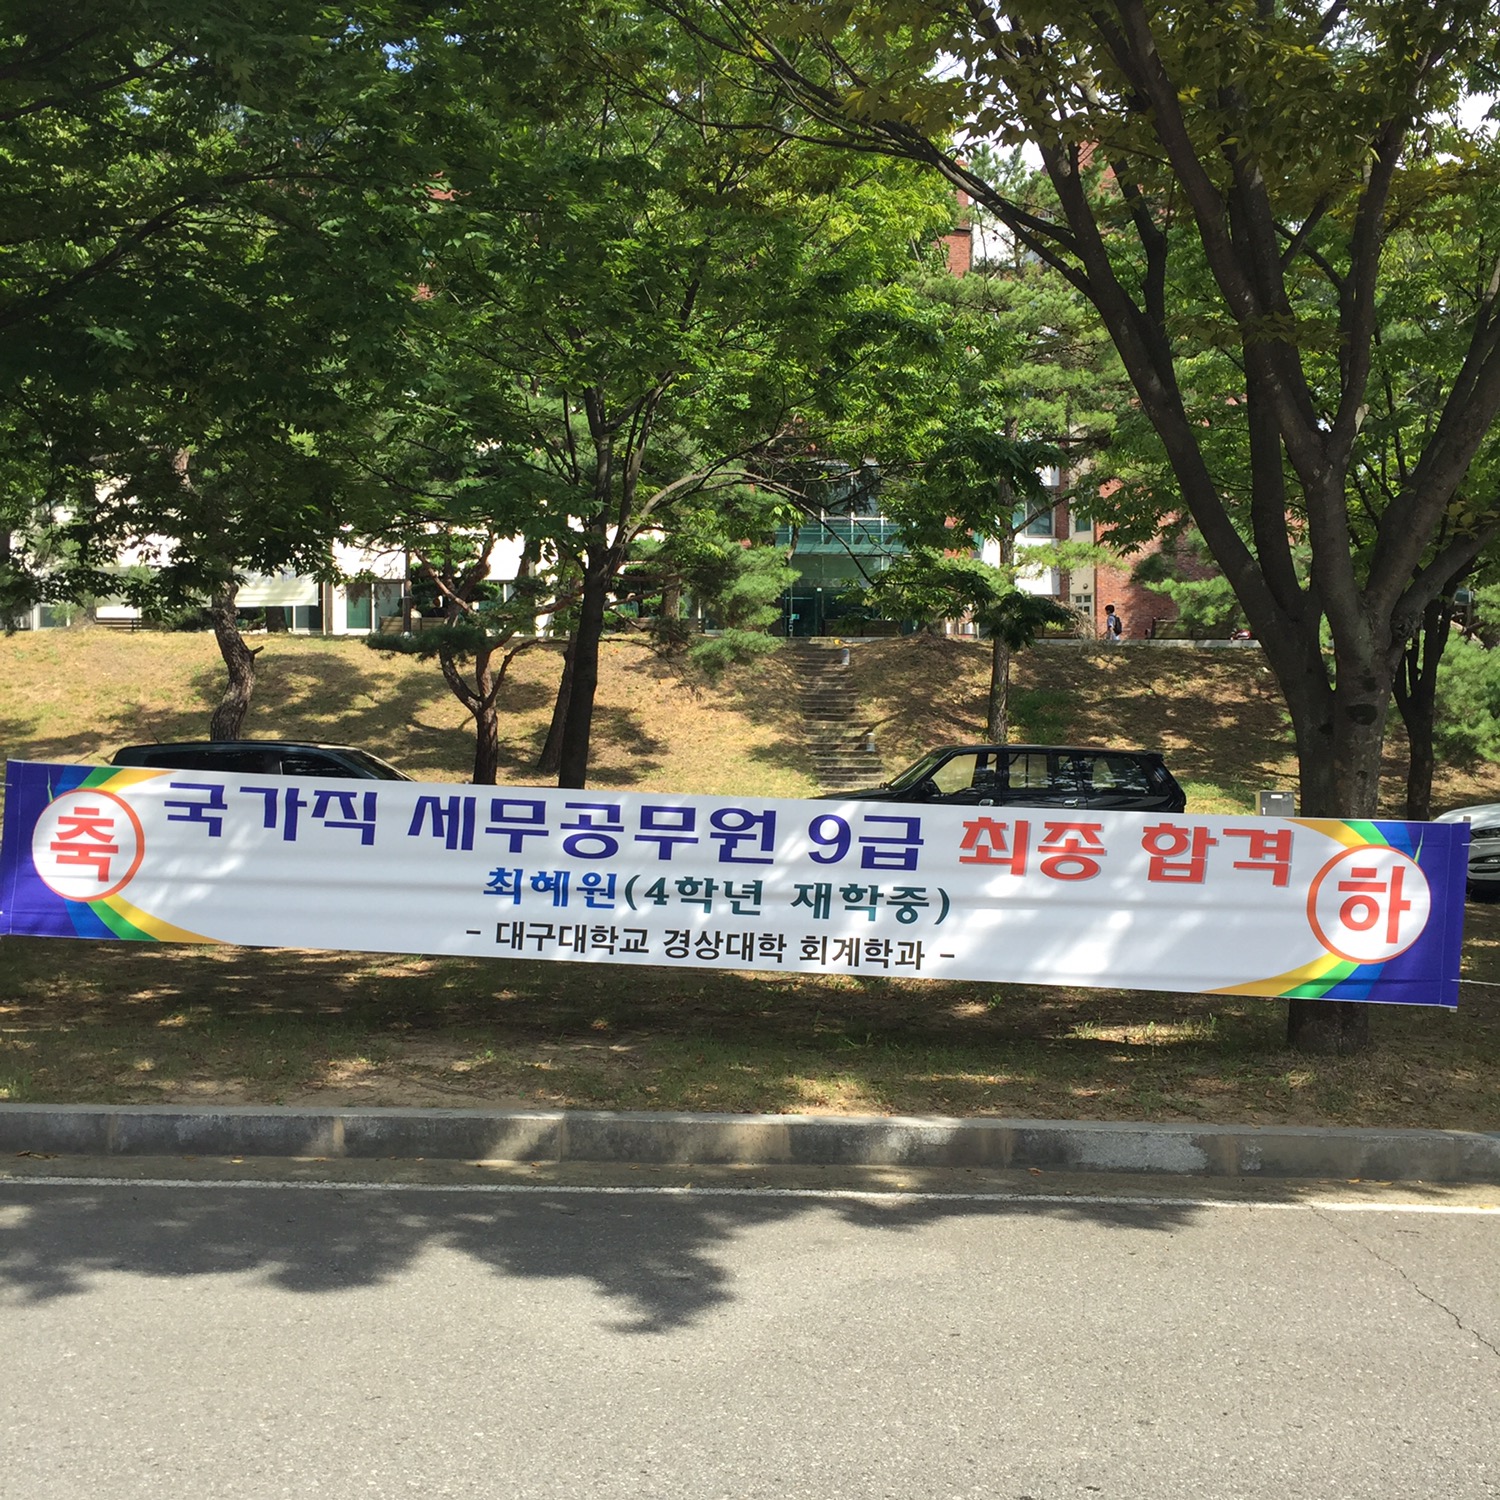 축 국가직 세무공무원 9급 최종 합격 하
최혜원(4학년 재학중)
- 대구대학교 경상대학 회계학과 -